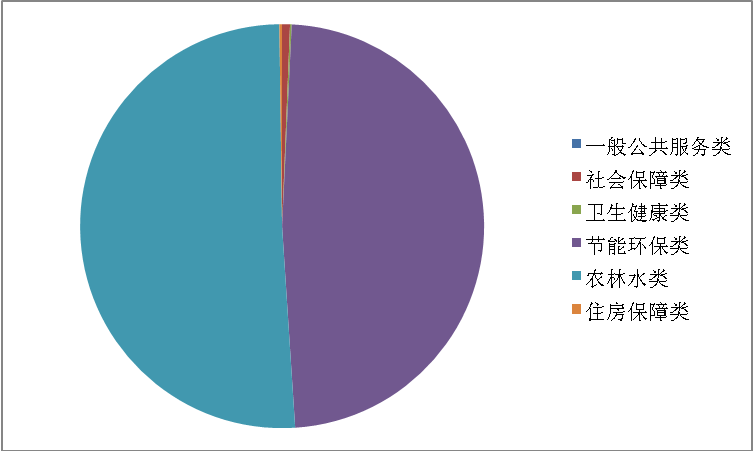 一般公共服务类
社会保障类
卫生健康类
节能环保类
农林水类
住房保障类